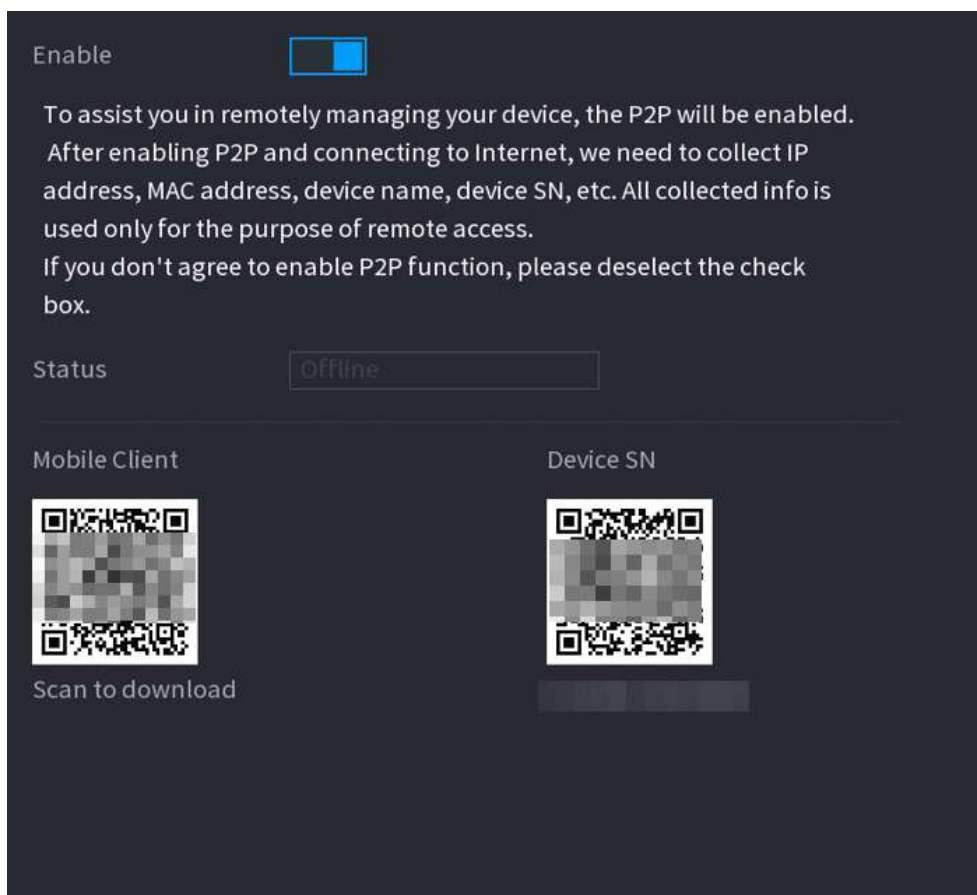 Enable
To assist you in remotely managing your device, the P2P will be enabled.
After enabling P2P and connecting to Internet, we need to collect IP
address, MAC address, device name, device SN, etc. All collected info is
used only for the purpose of remote access.
If you don't agree to enable P2P function, please deselect the check
box.
Status
Offline
Mobile Client
Device SN
Scan to download